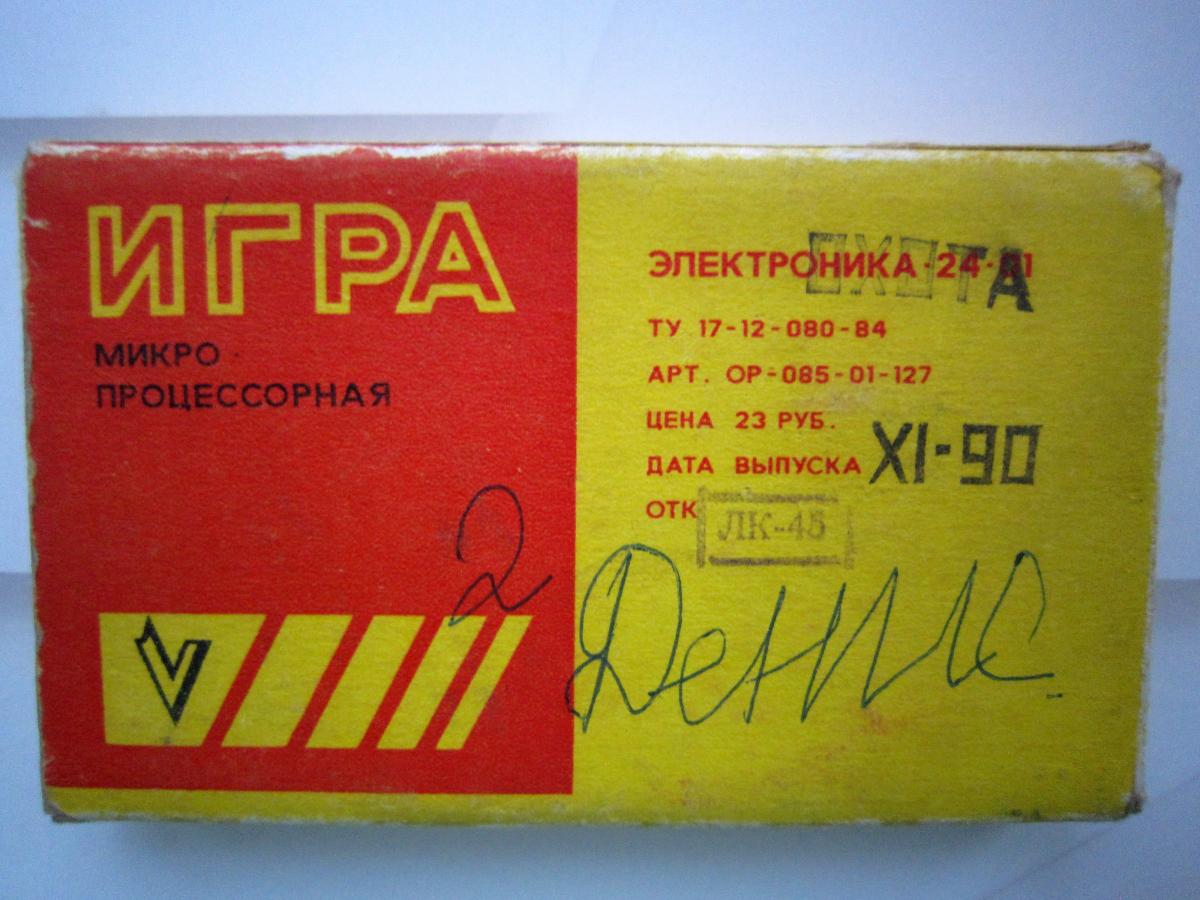 ИГРА
МИКРО
ПРОЦЕССОРНАЯ
2
ЭЛЕКТРОНИКА·24-01
ОХОТА
ТУ 17-12-080-84
АРТ. ОР-085-01-127
ЦЕНА 23 РУБ.
ДАТА ВЫПУСКА XI-90
ОТК ЛК-45
Денис